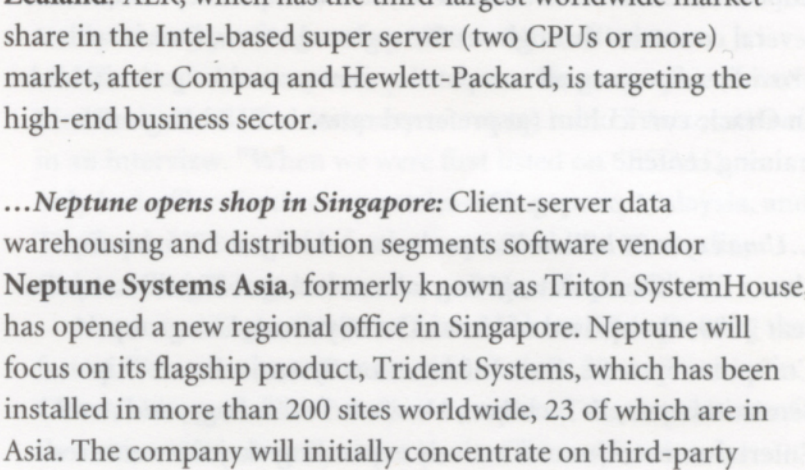 share in the Intel-based super server (two CPUs or more)
market, after Compaq and Hewlett-Packard, is targeting the
high-end business sector.
...Neptune opens shop in Singapore: Client-server data
warehousing and distribution segments software vendor
Neptune Systems Asia, formerly known as Triton SystemHouse,
has opened a new regional office in Singapore. Neptune will
focus on its flagship product, Trident Systems, which has been
installed in more than 200 sites worldwide, 23 of which are in
Asia. The company will initially concentrate on third-party